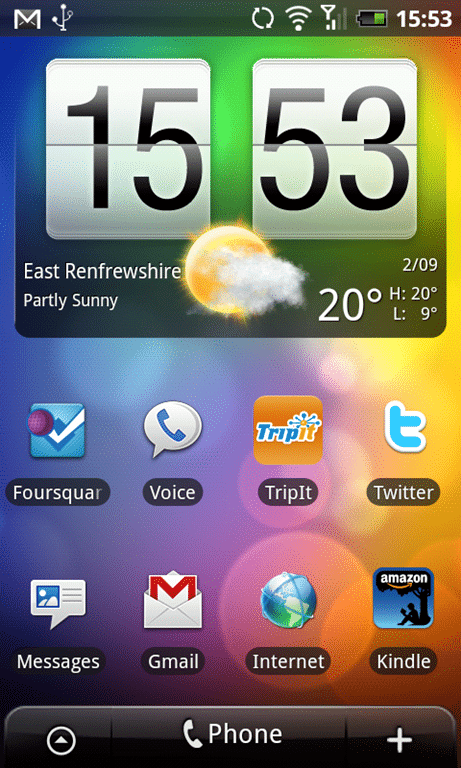 15:53
15 53
East Renfrewshire
Partly Sunny
2/09
20° H: 20°
L: 9°
TripIt
Foursquar Voice TripIt Twitter
amazon
Messages Gmail Internet Kindle
Phone